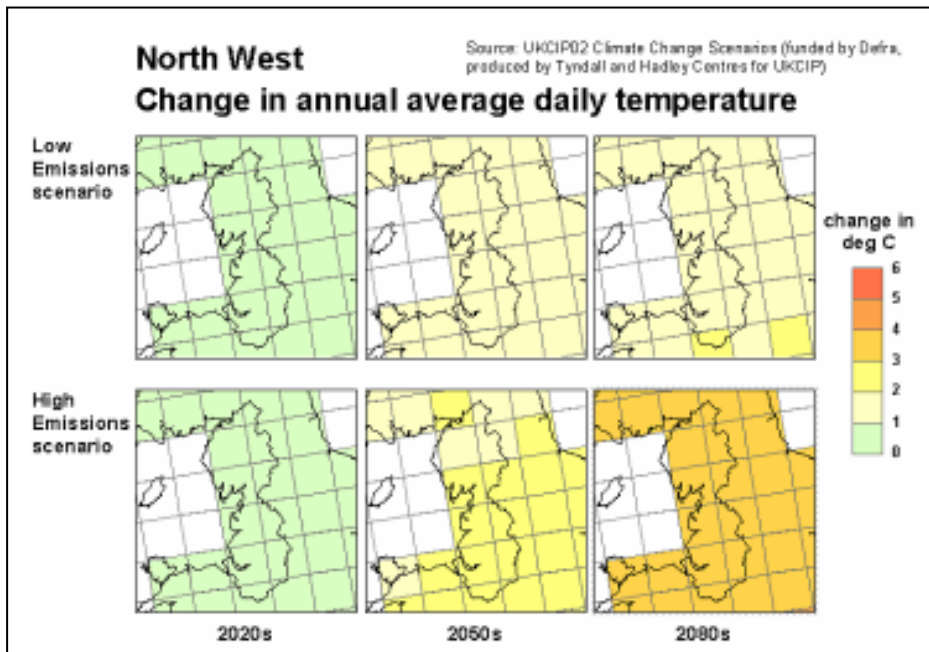 North West
Source: UKCIP02 Climate Change Scenarios (funded by Defra,
produced by Tyndall and Hadley Centres for UKCIP)
Change in annual average daily temperature
Low
Emissions
scenario
change in
deg C
6
5
4
3
2
1
0
High
Emissions
scenario
2020s
2050s
2080s